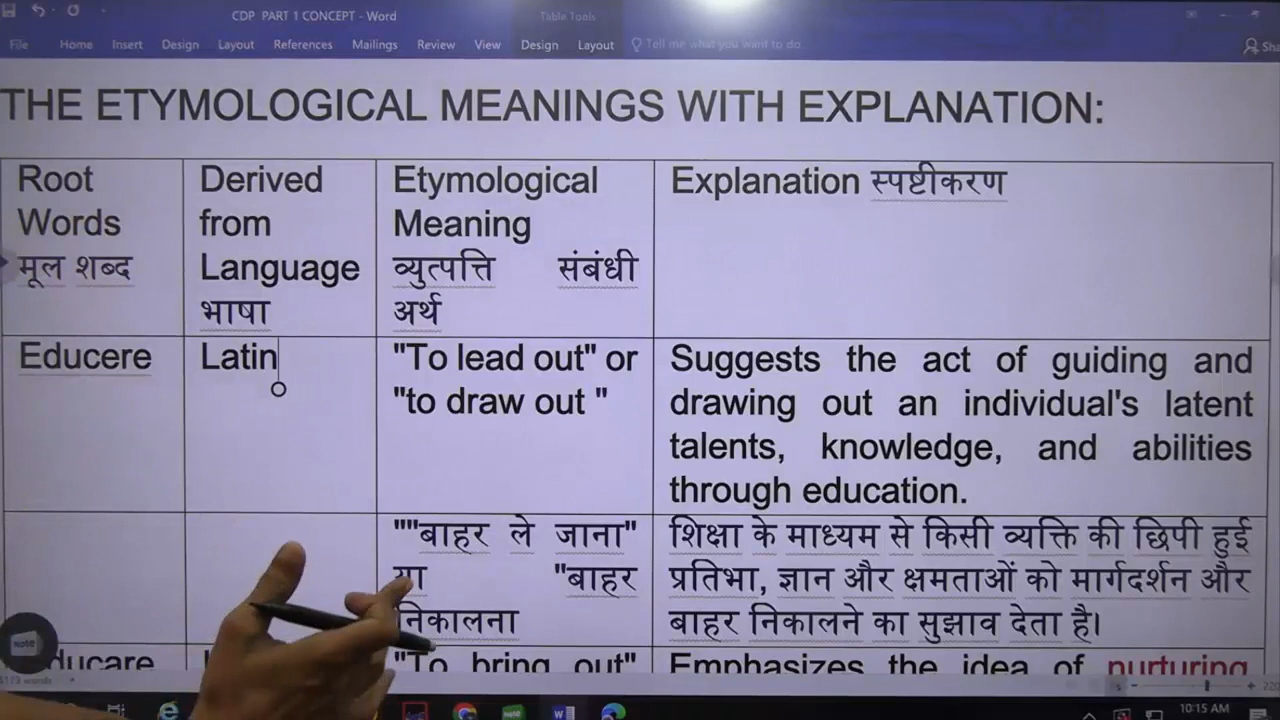 CDP PART 1 CONCEPT - Word
Table Tools
File Home Insert Design Layout References Mailings Review View Design Layout Tell me what you want to do
THE ETYMOLOGICAL MEANINGS WITH EXPLANATION:
Root
Words
मूल शब्द
Derived
from
Language
भाषा
Etymological
Meaning
व्युत्पत्ति संबंधी
अर्थ
Explanation स्पष्टीकरण
Educere
Latin
"To lead out" or
"to draw out "
Suggests the act of guiding and
drawing out an individual's latent
talents, knowledge, and abilities
through education.
""बाहर ले जाना"
या "बाहर
निकालना
शिक्षा के माध्यम से किसी व्यक्ति की छिपी हुई
प्रतिभा, ज्ञान और क्षमताओं को मार्गदर्शन और
बाहर निकालने का सुझाव देता है।
Educare
"To bring out"
Emphasizes the idea of nurturing
Note
words
10:15 AM